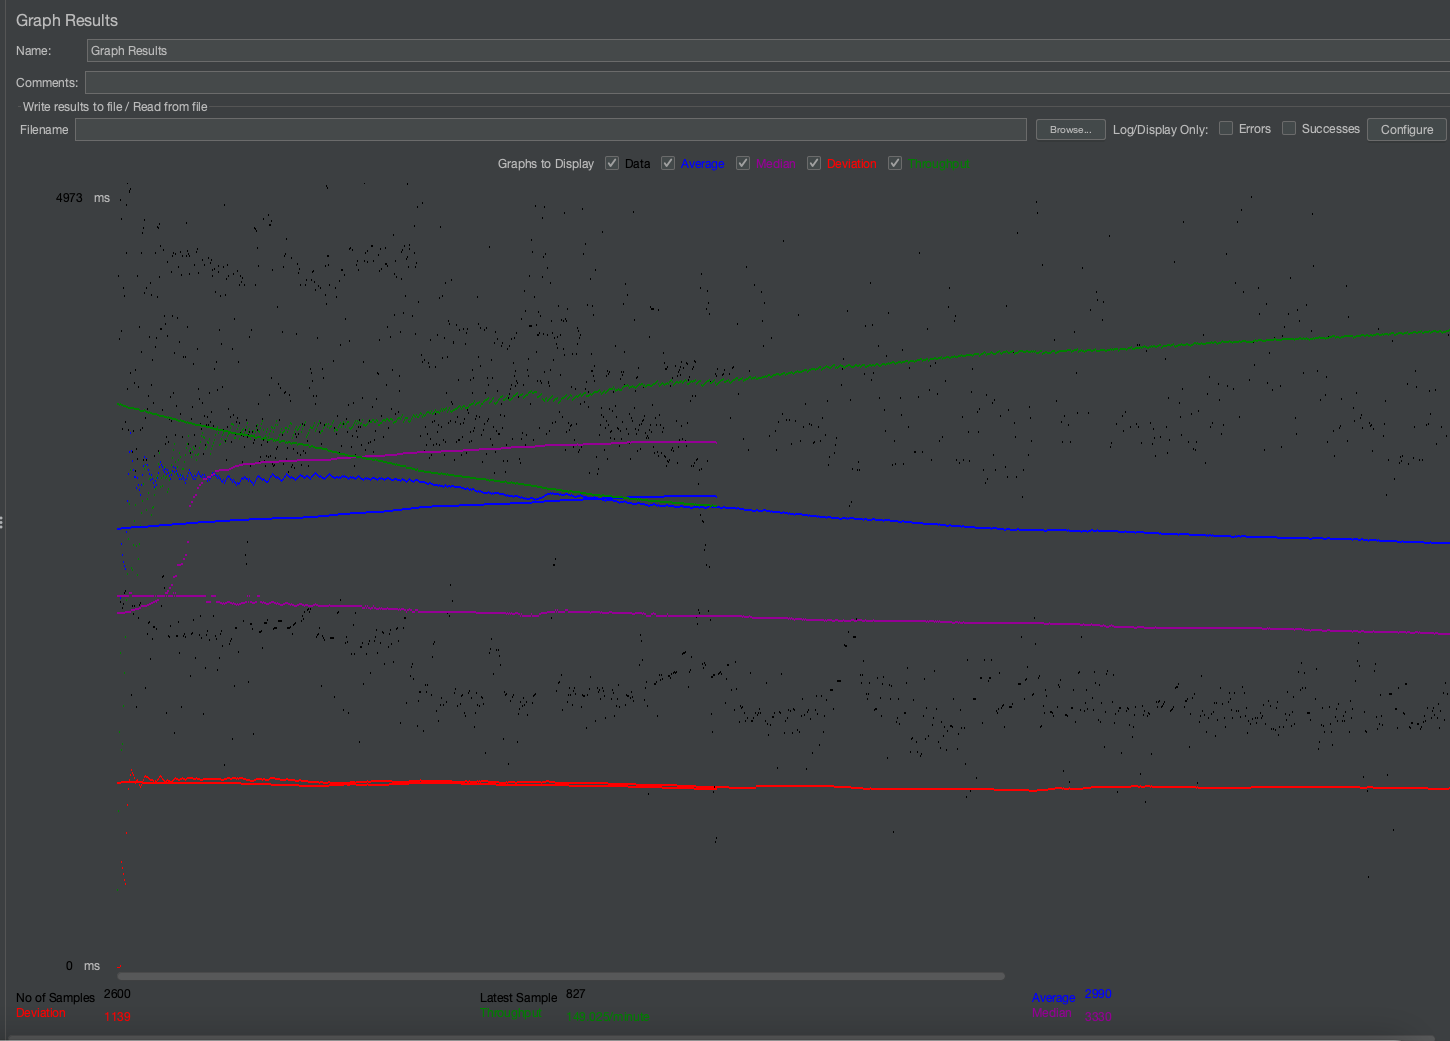 Graph Results
Name: Graph Results
Comments:
Write results to file / Read from file
Filename Browse... Log/Display Only: Errors Successes Configure
Graphs to Display Data Average Median Deviation Throughput
4973 ms
0 ms
No of Samples 2600 Latest Sample 827 Average 2990
Deviation 1139 Throughput 149.025/minute Median